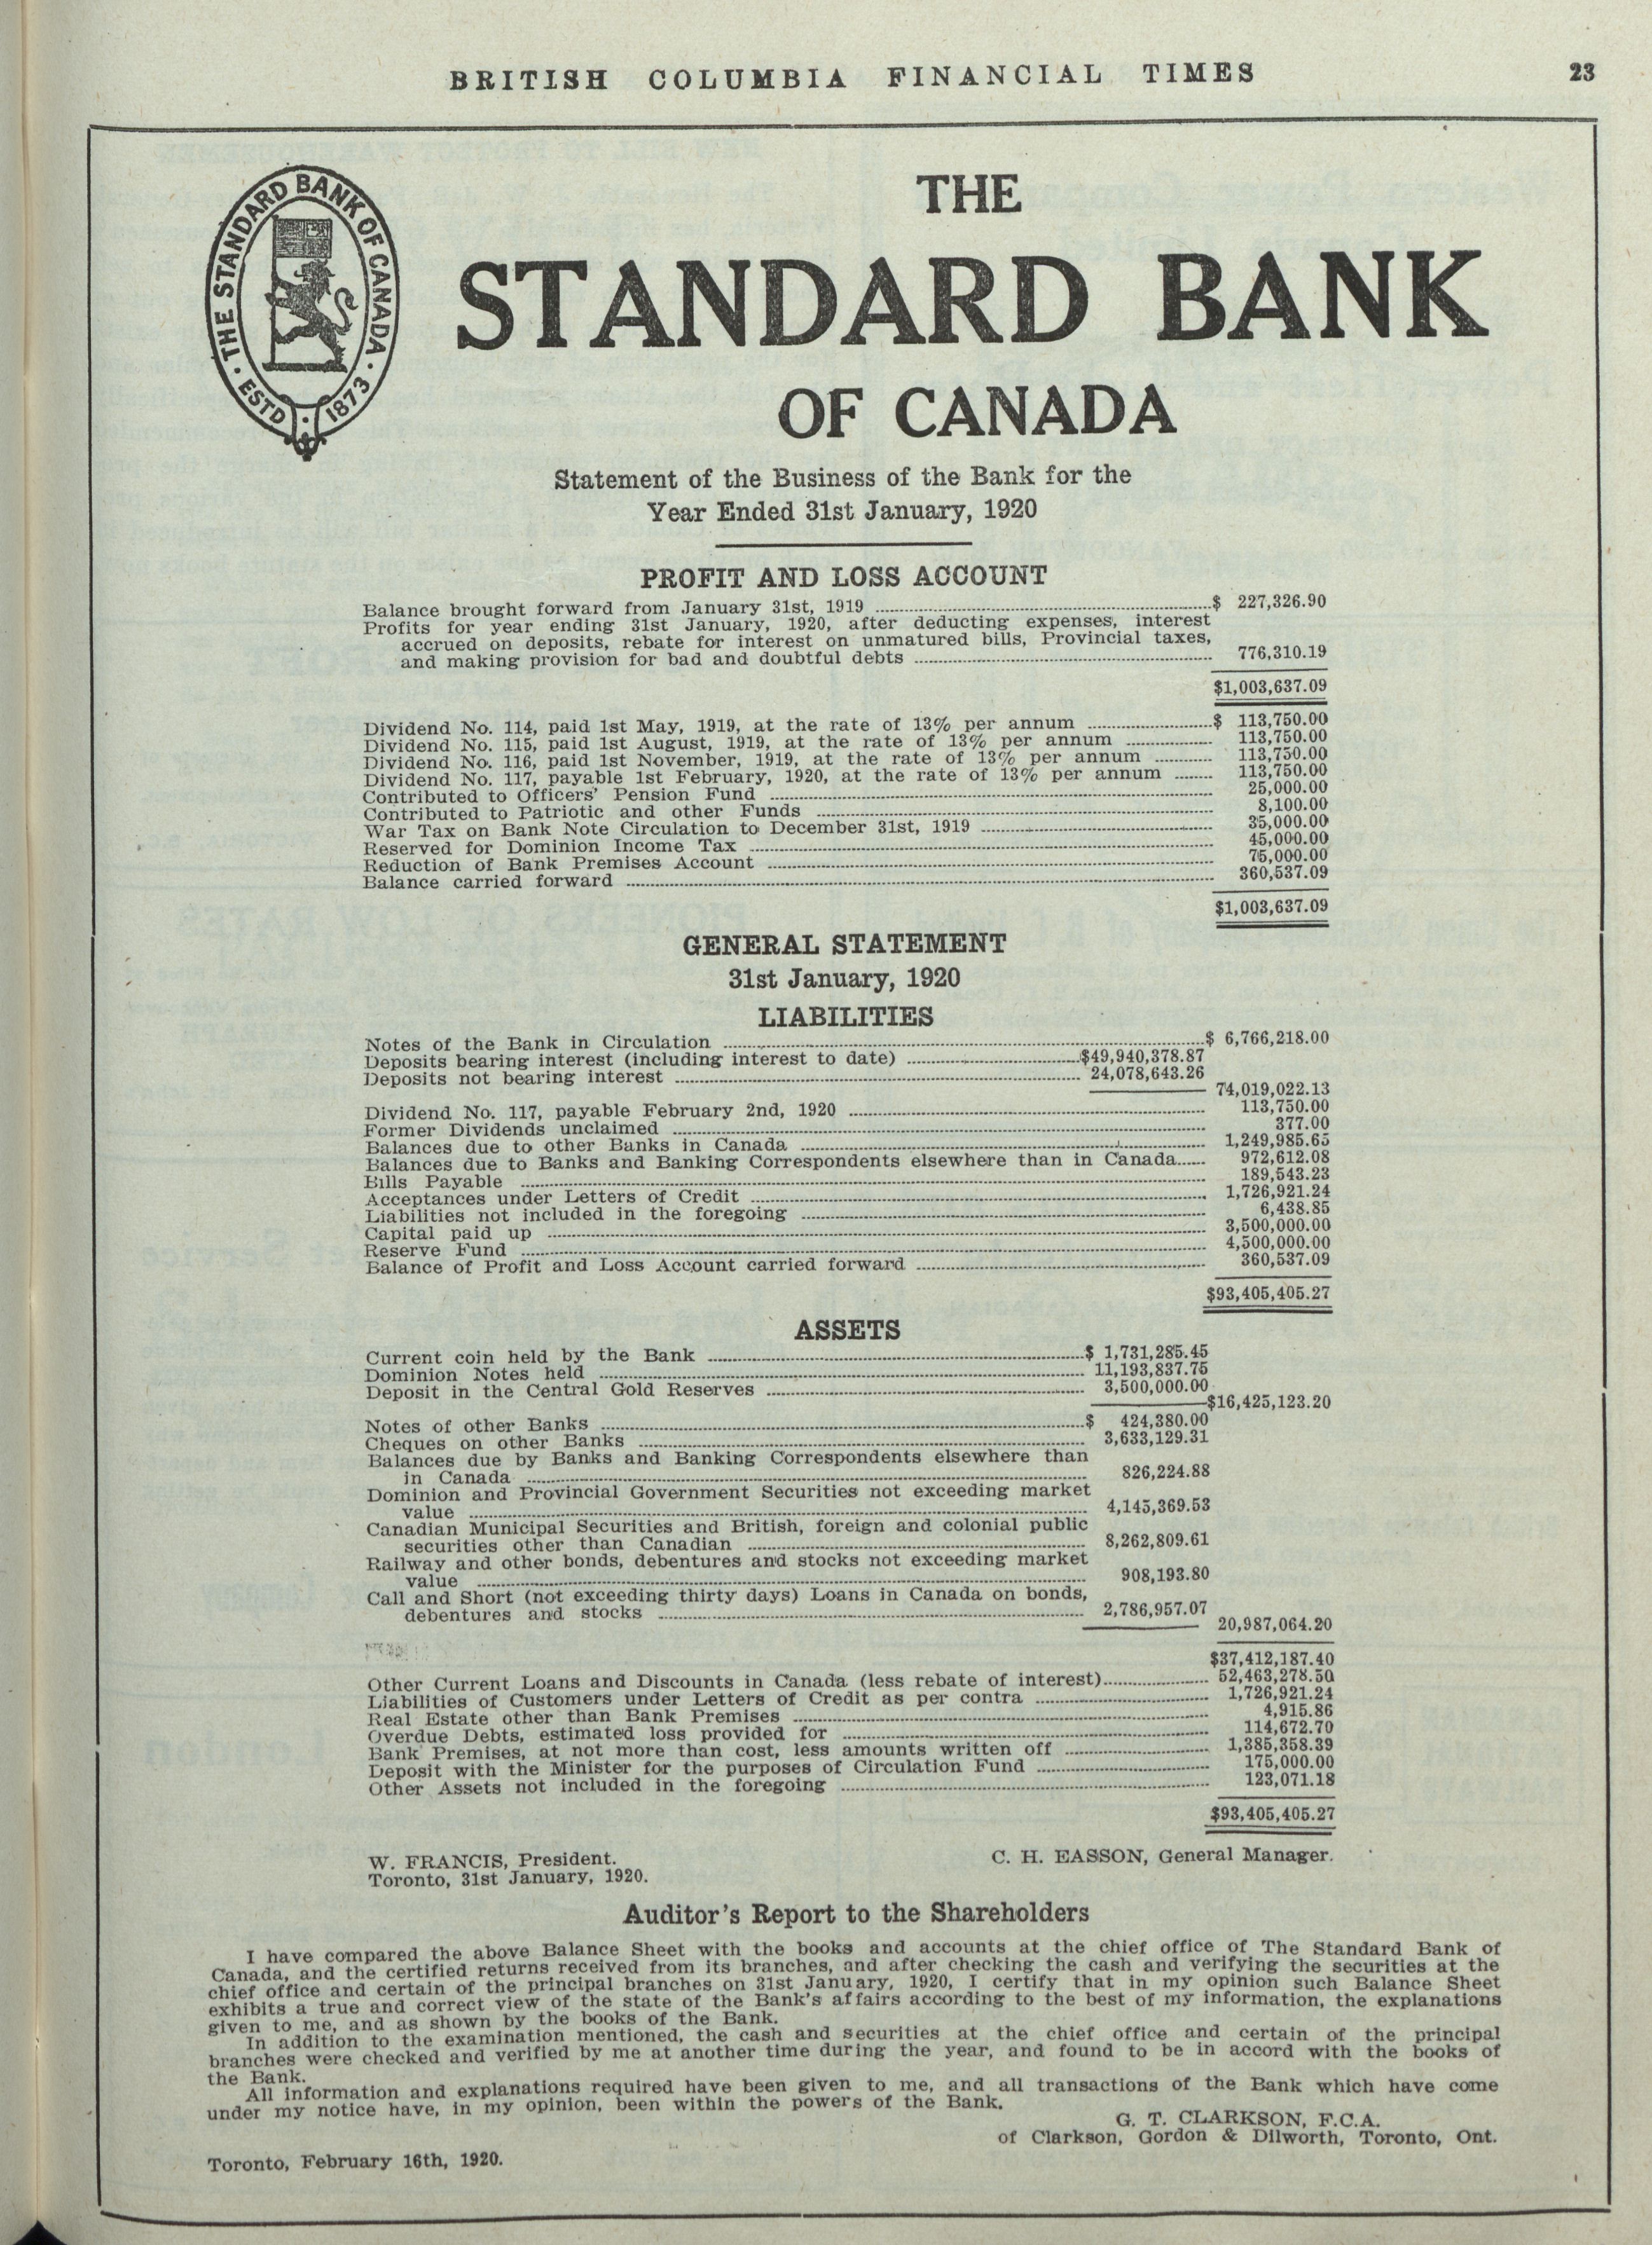 BRITISH COLUMBIA FINANCIAL TIMES 23
THE STANDARD BANK OF CANADA · ESTD 1873 ·
THE
STANDARD BANK
OF CANADA
Statement of the Business of the Bank for the
Year Ended 31st January, 1920
PROFIT AND LOSS ACCOUNT
Balance brought forward from January 31st, 1919 $ 227,326.90
Profits for year ending 31st January, 1920, after deducting expenses, interest
accrued on deposits, rebate for interest on unmatured bills, Provincial taxes,
and making provision for bad and doubtful debts 776,310.19
$1,003,637.09
Dividend No. 114, paid 1st May, 1919, at the rate of 13% per annum $ 113,750.00
Dividend No. 115, paid 1st August, 1919, at the rate of 13% per annum 113,750.00
Dividend No. 116, paid 1st November, 1919, at the rate of 13% per annum 113,750.00
Dividend No. 117, payable 1st February, 1920, at the rate of 13% per annum 113,750.00
Contributed to Officers' Pension Fund 25,000.00
Contributed to Patriotic and other Funds 8,100.00
War Tax on Bank Note Circulation to December 31st, 1919 35,000.00
Reserved for Dominion Income Tax 45,000.00
Reduction of Bank Premises Account 75,000.00
Balance carried forward 360,537.09
$1,003,637.09
GENERAL STATEMENT
31st January, 1920
LIABILITIES
Notes of the Bank in Circulation $ 6,766,218.00
Deposits bearing interest (including interest to date) $49,940,378.87
Deposits not bearing interest 24,078,643.26
74,019,022.13
Dividend No. 117, payable February 2nd, 1920 113,750.00
Former Dividends unclaimed 377.00
Balances due to other Banks in Canada 1,249,985.65
Balances due to Banks and Banking Correspondents elsewhere than in Canada 972,612.08
Bills Payable 189,543.23
Acceptances under Letters of Credit 1,726,921.24
Liabilities not included in the foregoing 6,438.85
Capital paid up 3,500,000.00
Reserve Fund 4,500,000.00
Balance of Profit and Loss Account carried forward 360,537.09
$93,405,405.27
ASSETS
Current coin held by the Bank $ 1,731,285.45
Dominion Notes held 11,193,837.75
Deposit in the Central Gold Reserves 3,500,000.00
$16,425,123.20
Notes of other Banks $ 424,380.00
Cheques on other Banks 3,633,129.31
Balances due by Banks and Banking Correspondents elsewhere than
in Canada 826,224.88
Dominion and Provincial Government Securities not exceeding market
value 4,145,369.53
Canadian Municipal Securities and British, foreign and colonial public
securities other than Canadian 8,262,809.61
Railway and other bonds, debentures and stocks not exceeding market
value 908,193.80
Call and Short (not exceeding thirty days) Loans in Canada on bonds,
debentures and stocks 2,786,957.07
20,987,064.20
$37,412,187.40
Other Current Loans and Discounts in Canada (less rebate of interest) 52,463,278.50
Liabilities of Customers under Letters of Credit as per contra 1,726,921.24
Real Estate other than Bank Premises 4,915.86
Overdue Debts, estimated loss provided for 114,672.70
Bank Premises, at not more than cost, less amounts written off 1,385,358.39
Deposit with the Minister for the purposes of Circulation Fund 175,000.00
Other Assets not included in the foregoing 123,071.18
$93,405,405.27
W. FRANCIS, President. C. H. EASSON, General Manager.
Toronto, 31st January, 1920.
Auditor's Report to the Shareholders
I have compared the above Balance Sheet with the books and accounts at the chief office of The Standard Bank of
Canada, and the certified returns received from its branches, and after checking the cash and verifying the securities at the
chief office and certain of the principal branches on 31st January, 1920, I certify that in my opinion such Balance Sheet
exhibits a true and correct view of the state of the Bank's affairs according to the best of my information, the explanations
given to me, and as shown by the books of the Bank.
In addition to the examination mentioned, the cash and securities at the chief office and certain of the principal
branches were checked and verified by me at another time during the year, and found to be in accord with the books of
the Bank.
All information and explanations required have been given to me, and all transactions of the Bank which have come
under my notice have, in my opinion, been within the powers of the Bank.
G. T. CLARKSON, F.C.A.
of Clarkson, Gordon & Dilworth, Toronto, Ont.
Toronto, February 16th, 1920.